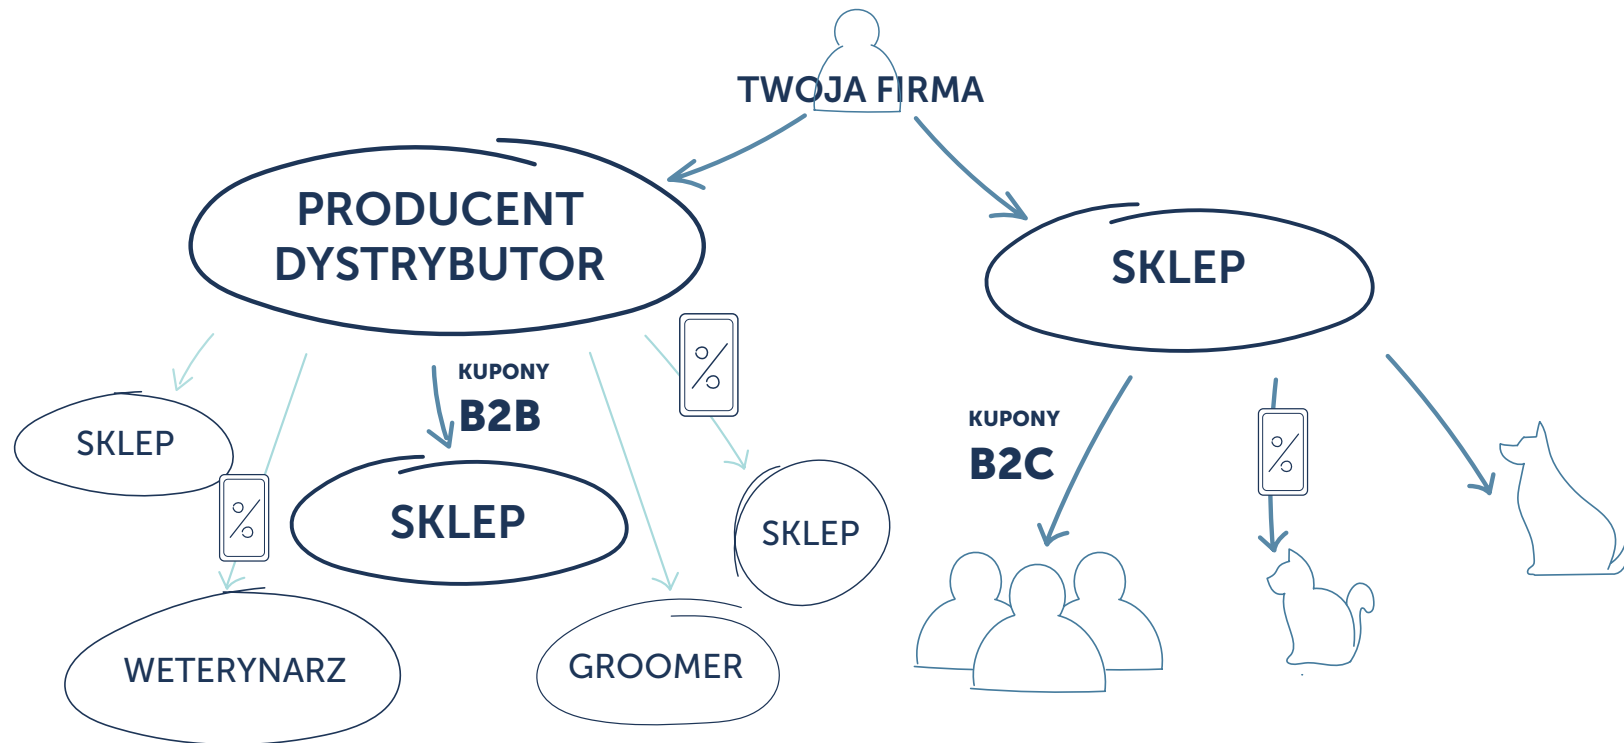 TWOJA FIRMA
PRODUCENT
DYSTRYBUTOR
SKLEP
KUPONY
B2B
SKLEP
SKLEP
SKLEP
WETERYNARZ
GROOMER
KUPONY
B2C
%
%
%